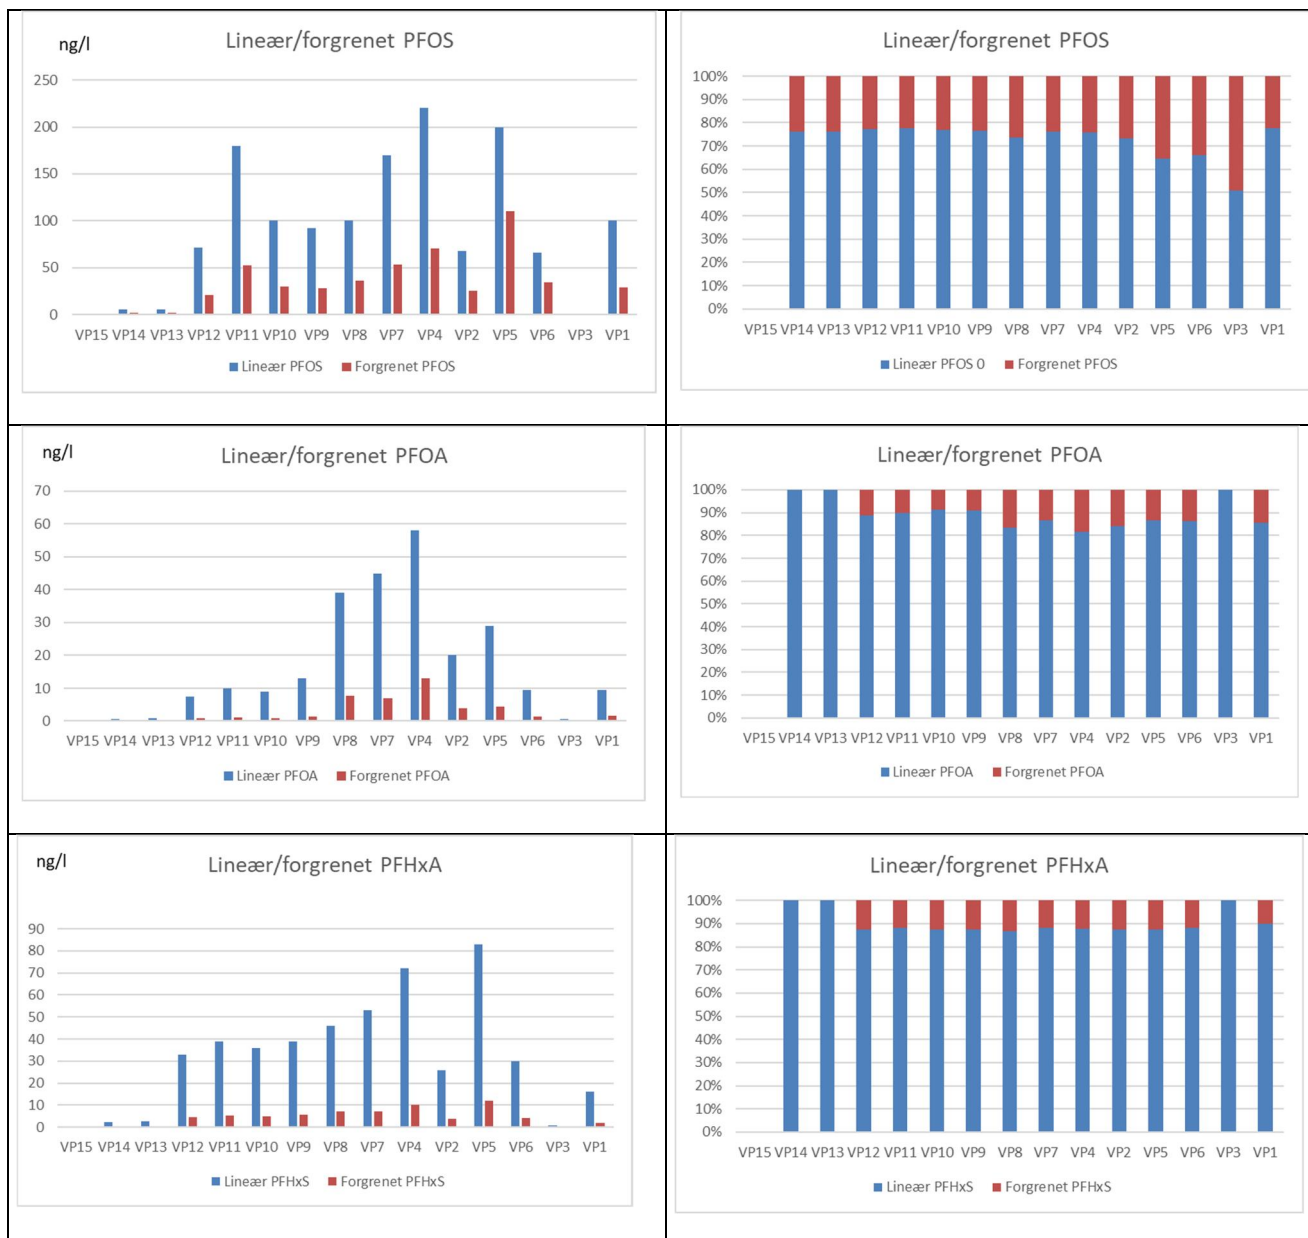 ng/l
Lineær/forgrenet PFOS
250
200
150
100
50
0
VP15 VP14 VP13 VP12 VP11 VP10 VP9 VP8 VP7 VP4 VP2 VP5 VP6 VP3 VP1
Lineær PFOS Forgrenet PFOS
Lineær/forgrenet PFOS
100%
90%
80%
70%
60%
50%
40%
30%
20%
10%
0%
VP15 VP14 VP13 VP12 VP11 VP10 VP9 VP8 VP7 VP4 VP2 VP5 VP6 VP3 VP1
Lineær PFOS 0 Forgrenet PFOS
ng/l
Lineær/forgrenet PFOA
70
60
50
40
30
20
10
0
VP15 VP14 VP13 VP12 VP11 VP10 VP9 VP8 VP7 VP4 VP2 VP5 VP6 VP3 VP1
Lineær PFOA Forgrenet PFOA
Lineær/forgrenet PFOA
100%
90%
80%
70%
60%
50%
40%
30%
20%
10%
0%
VP15 VP14 VP13 VP12 VP11 VP10 VP9 VP8 VP7 VP4 VP2 VP5 VP6 VP3 VP1
Lineær PFOA Forgrenet PFOA
ng/l
Lineær/forgrenet PFHxA
90
80
70
60
50
40
30
20
10
0
VP15 VP14 VP13 VP12 VP11 VP10 VP9 VP8 VP7 VP4 VP2 VP5 VP6 VP3 VP1
Lineær PFHxS Forgrenet PFHxS
Lineær/forgrenet PFHxA
100%
90%
80%
70%
60%
50%
40%
30%
20%
10%
0%
VP15 VP14 VP13 VP12 VP11 VP10 VP9 VP8 VP7 VP4 VP2 VP5 VP6 VP3 VP1
Lineær PFHxS Forgrenet PFHxS